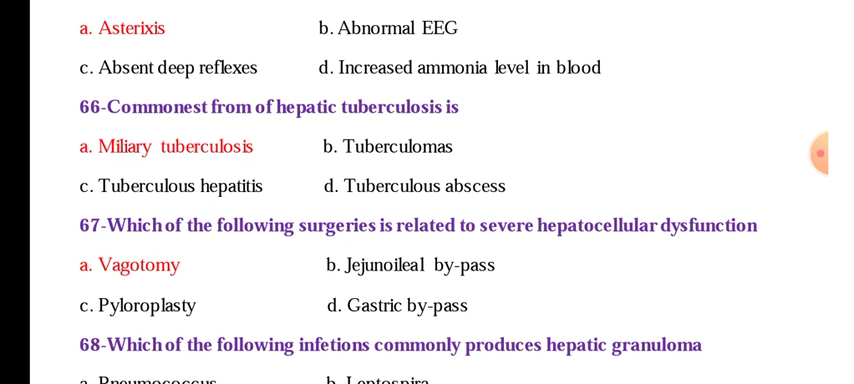 a. Asterixis b. Abnormal EEG
c. Absent deep reflexes d. Increased ammonia level in blood
66-Commonest from of hepatic tuberculosis is
a. Miliary tuberculosis b. Tuberculomas
c. Tuberculous hepatitis d. Tuberculous abscess
67-Which of the following surgeries is related to severe hepatocellular dysfunction
a. Vagotomy b. Jejunoileal by-pass
c. Pyloroplasty d. Gastric by-pass
68-Which of the following infetions commonly produces hepatic granuloma
a. Pneumococcus b. Leptospira